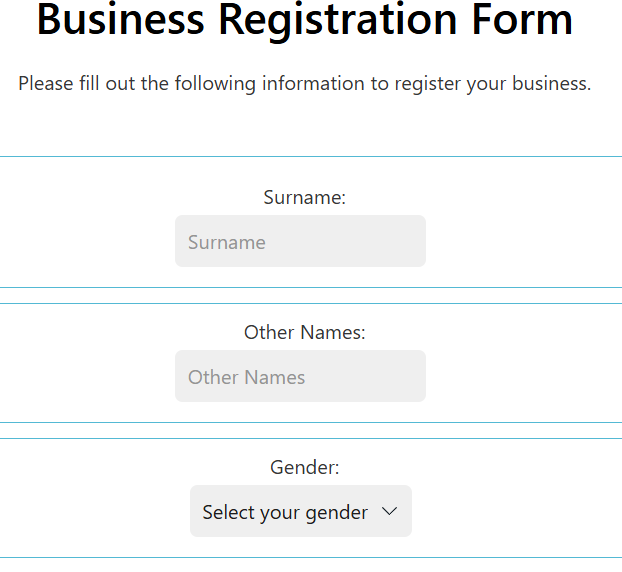 Business Registration Form
Please fill out the following information to register your business.
Surname:
Surname
Other Names:
Other Names
Gender:
Select your gender